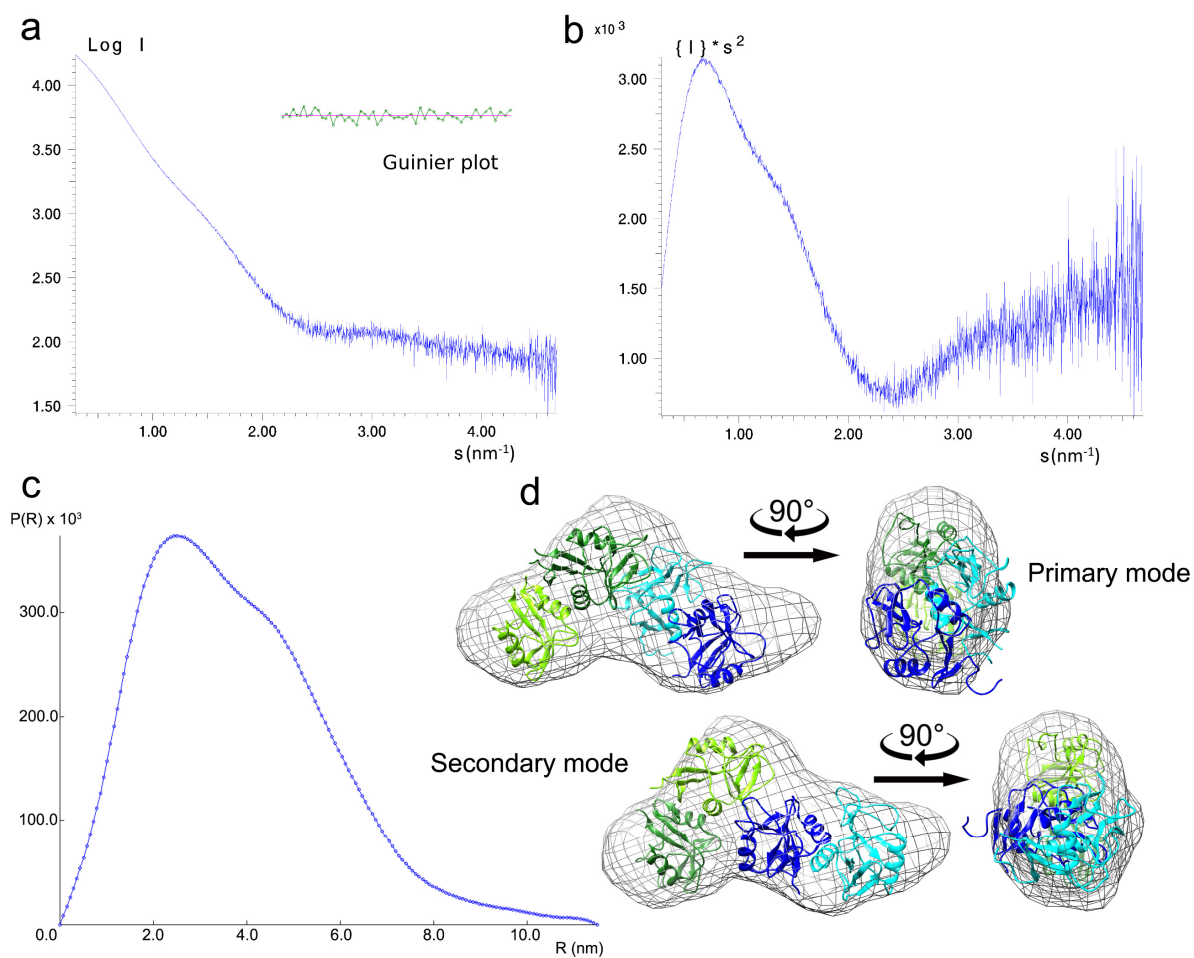 a
Log I
4.00
3.50
3.00
2.50
2.00
1.50
1.00 2.00 3.00 4.00
s(nm⁻¹)
Guinier plot
b
x10 3
{ I } * s²
3.00
2.50
2.00
1.50
1.00
1.00 2.00 3.00 4.00
s(nm⁻¹)
c
P(R) x 10³
300.0
200.0
100.0
0.0
2.0 4.0 6.0 8.0 10.0
R (nm)
d
90°
Primary mode
Secondary mode
90°